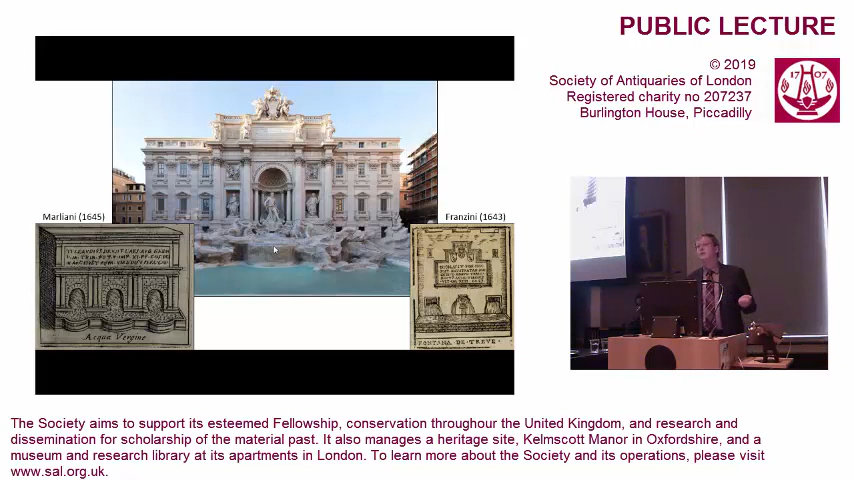 PUBLIC LECTURE
© 2019
Society of Antiquaries of London
Registered charity no 207237
Burlington House, Piccadilly
1707
Marliani (1645)
Franzini (1643)
Acqua Vergine
FONTANA·DE·TREVE·
The Society aims to support its esteemed Fellowship, conservation throughour the United Kingdom, and research and
dissemination for scholarship of the material past. It also manages a heritage site, Kelmscott Manor in Oxfordshire, and a
museum and research library at its apartments in London. To learn more about the Society and its operations, please visit
www.sal.org.uk.